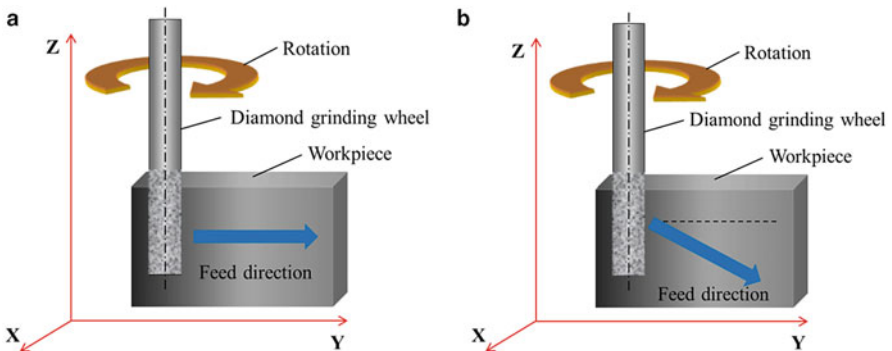 a
Z
Rotation
Diamond grinding wheel
Workpiece
Feed direction
X
Y
b
Z
Rotation
Diamond grinding wheel
Workpiece
Feed direction
X
Y